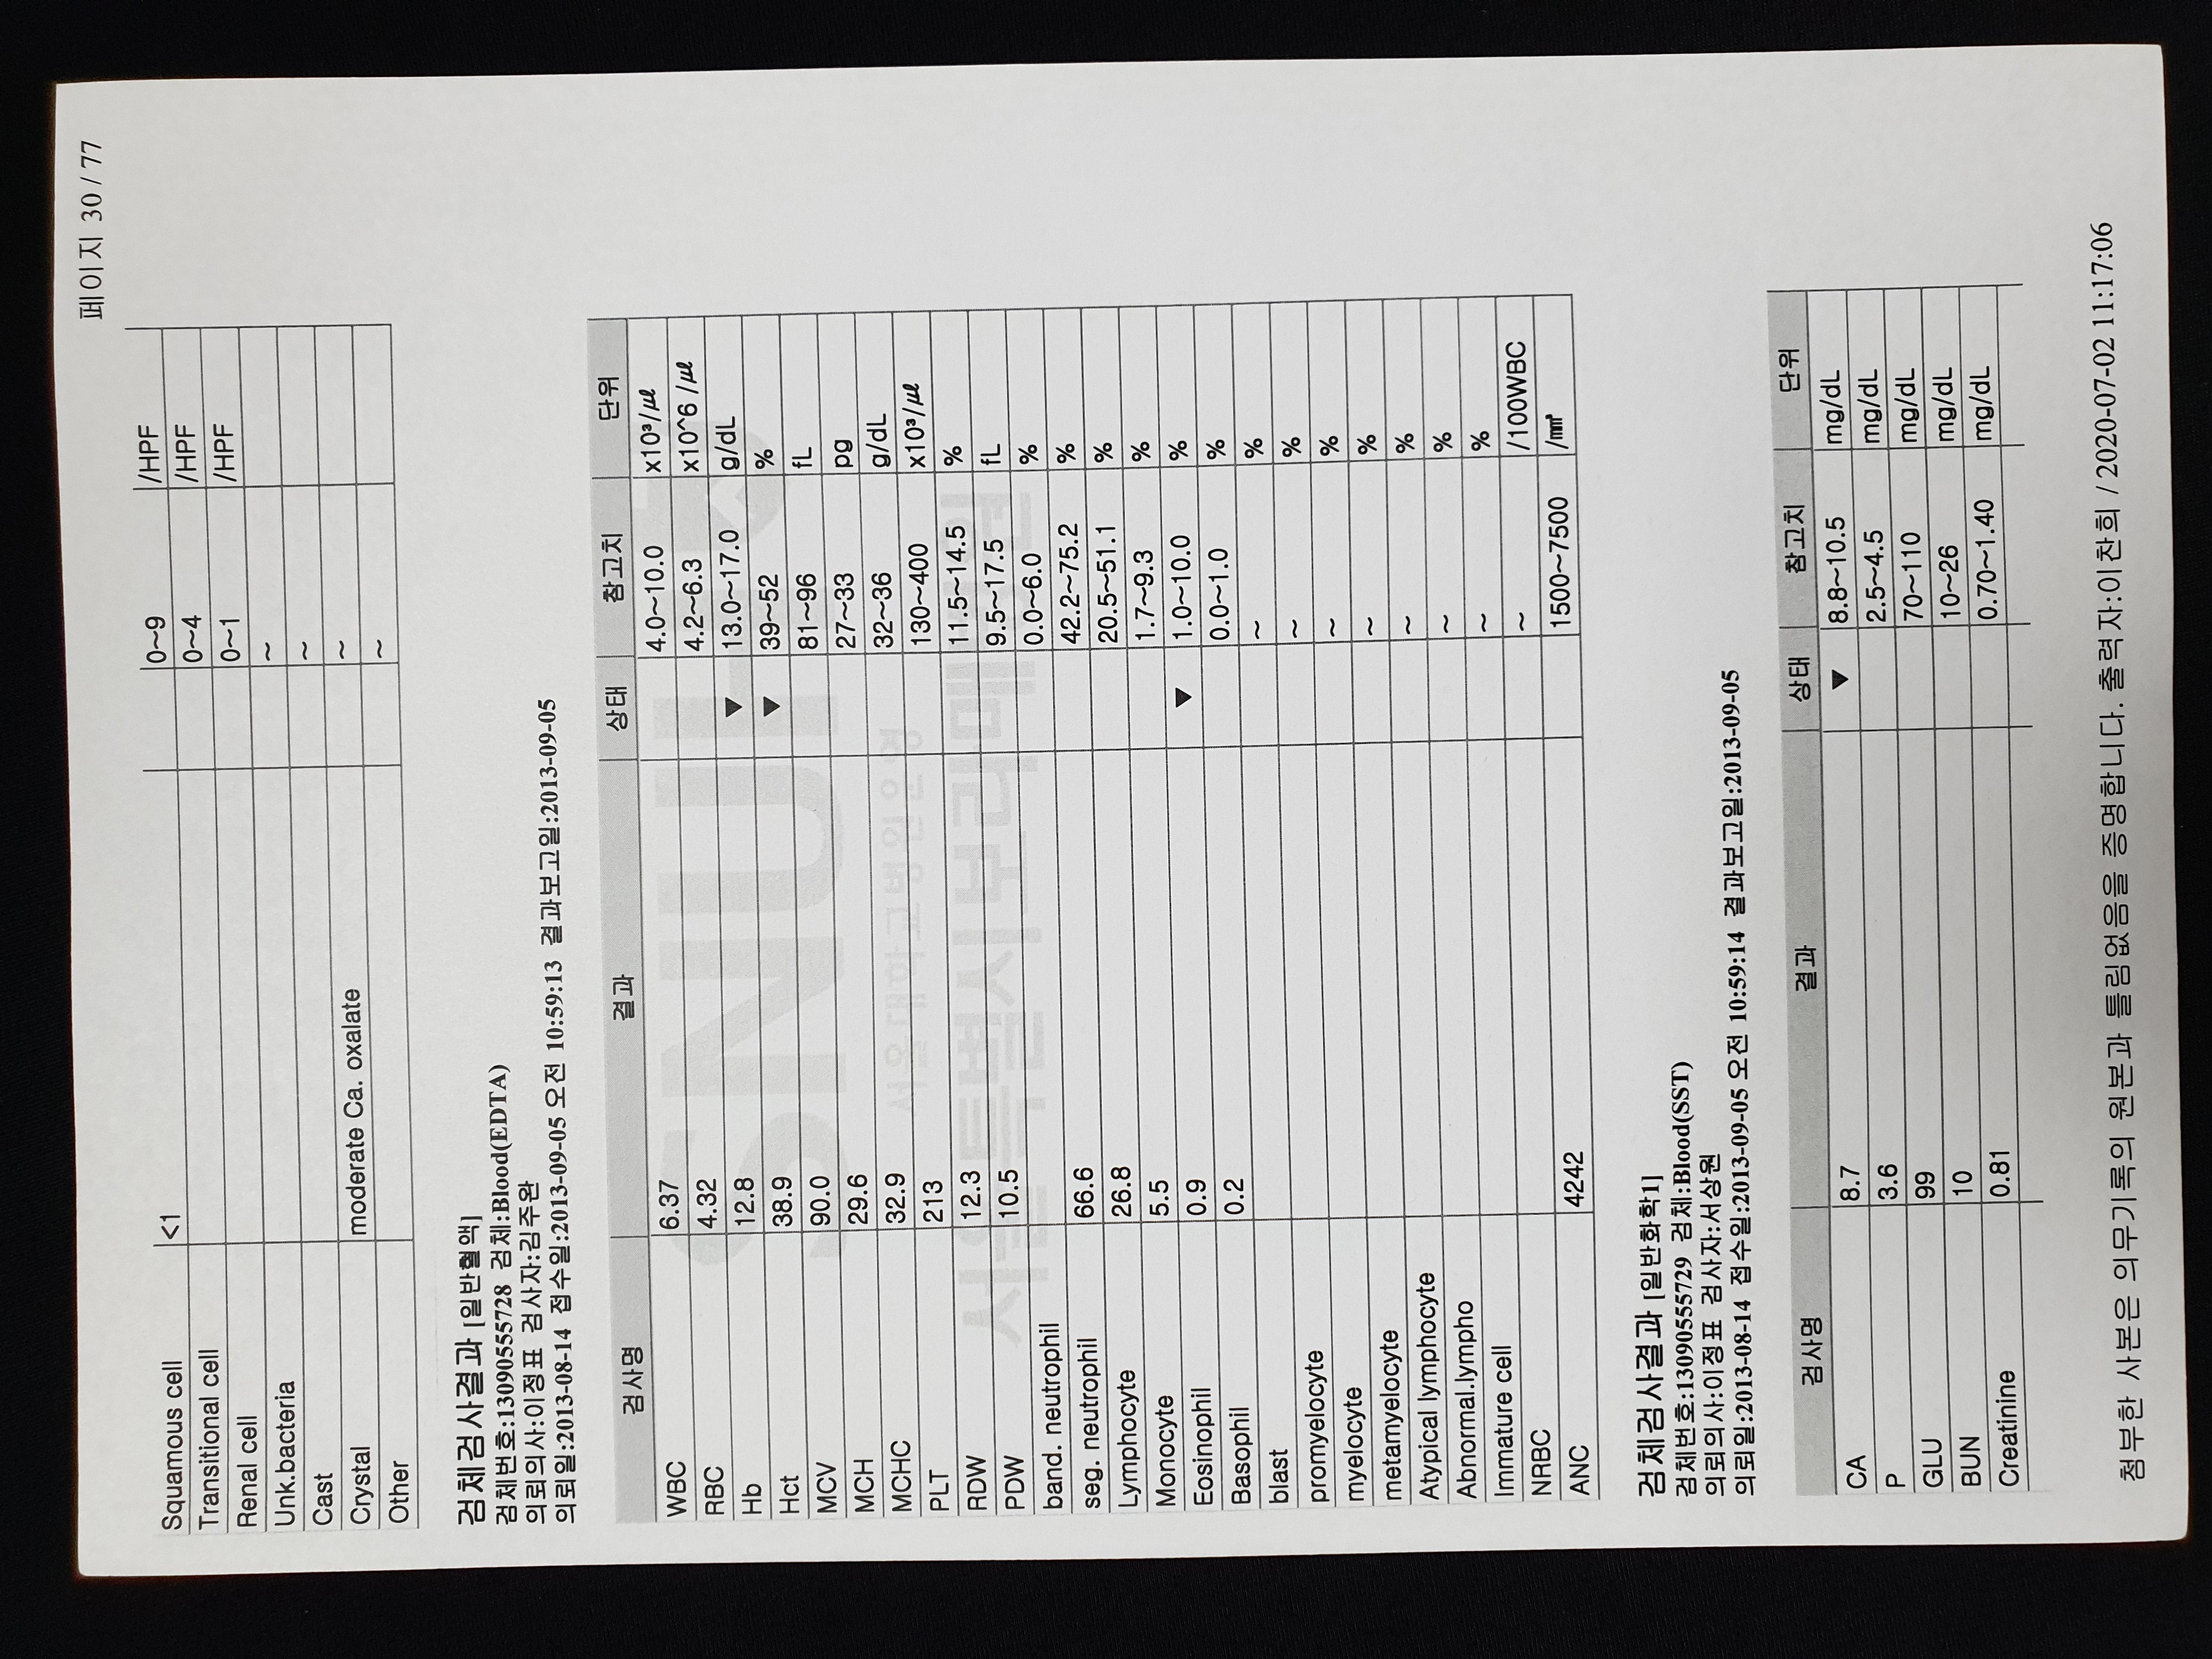 페이지 30 / 77
Squamous cell <1 0~9 /HPF
Transitional cell 0~4 /HPF
Renal cell 0~1 /HPF
Unk.bacteria ~
Cast ~
Crystal moderate Ca. oxalate ~
Other ~
검체검사결과 [일반혈액]
검체번호:13090555728 검체:Blood(EDTA)
의뢰의사:이정표 검사자:김주완
의뢰일:2013-08-14 접수일:2013-09-05 오전 10:59:13 결과보고일:2013-09-05
검사명 결과 상태 참고치 단위
WBC 6.37 4.0~10.0 x10³/㎕
RBC 4.32 4.2~6.3 x10^6 /㎕
Hb 12.8 ▼ 13.0~17.0 g/dL
Hct 38.9 ▼ 39~52 %
MCV 90.0 81~96 fL
MCH 29.6 27~33 pg
MCHC 32.9 32~36 g/dL
PLT 213 130~400 x10³/㎕
RDW 12.3 11.5~14.5 %
PDW 10.5 9.5~17.5 fL
band. neutrophil 0.0~6.0 %
seg. neutrophil 66.6 42.2~75.2 %
Lymphocyte 26.8 20.5~51.1 %
Monocyte 5.5 1.7~9.3 %
Eosinophil 0.9 ▼ 1.0~10.0 %
Basophil 0.2 0.0~1.0 %
blast ~ %
promyelocyte ~ %
myelocyte ~ %
metamyelocyte ~ %
Atypical lymphocyte ~ %
Abnormal.lympho ~ %
Immature cell ~ %
NRBC ~ /100WBC
ANC 4242 1500~7500 /㎣
SNUH
서울대학교병원운영
서울특별시 보라매병원
검체검사결과 [일반화학1]
검체번호:13090555729 검체:Blood(SST)
의뢰의사:이정표 검사자:서상원
의뢰일:2013-08-14 접수일:2013-09-05 오전 10:59:14 결과보고일:2013-09-05
검사명 결과 상태 참고치 단위
CA 8.7 ▼ 8.8~10.5 mg/dL
P 3.6 2.5~4.5 mg/dL
GLU 99 70~110 mg/dL
BUN 10 10~26 mg/dL
Creatinine 0.81 0.70~1.40 mg/dL
첨부한 사본은 의무기록의 원본과 틀림없음을 증명합니다. 출력자:이찬희 / 2020-07-02 11:17:06